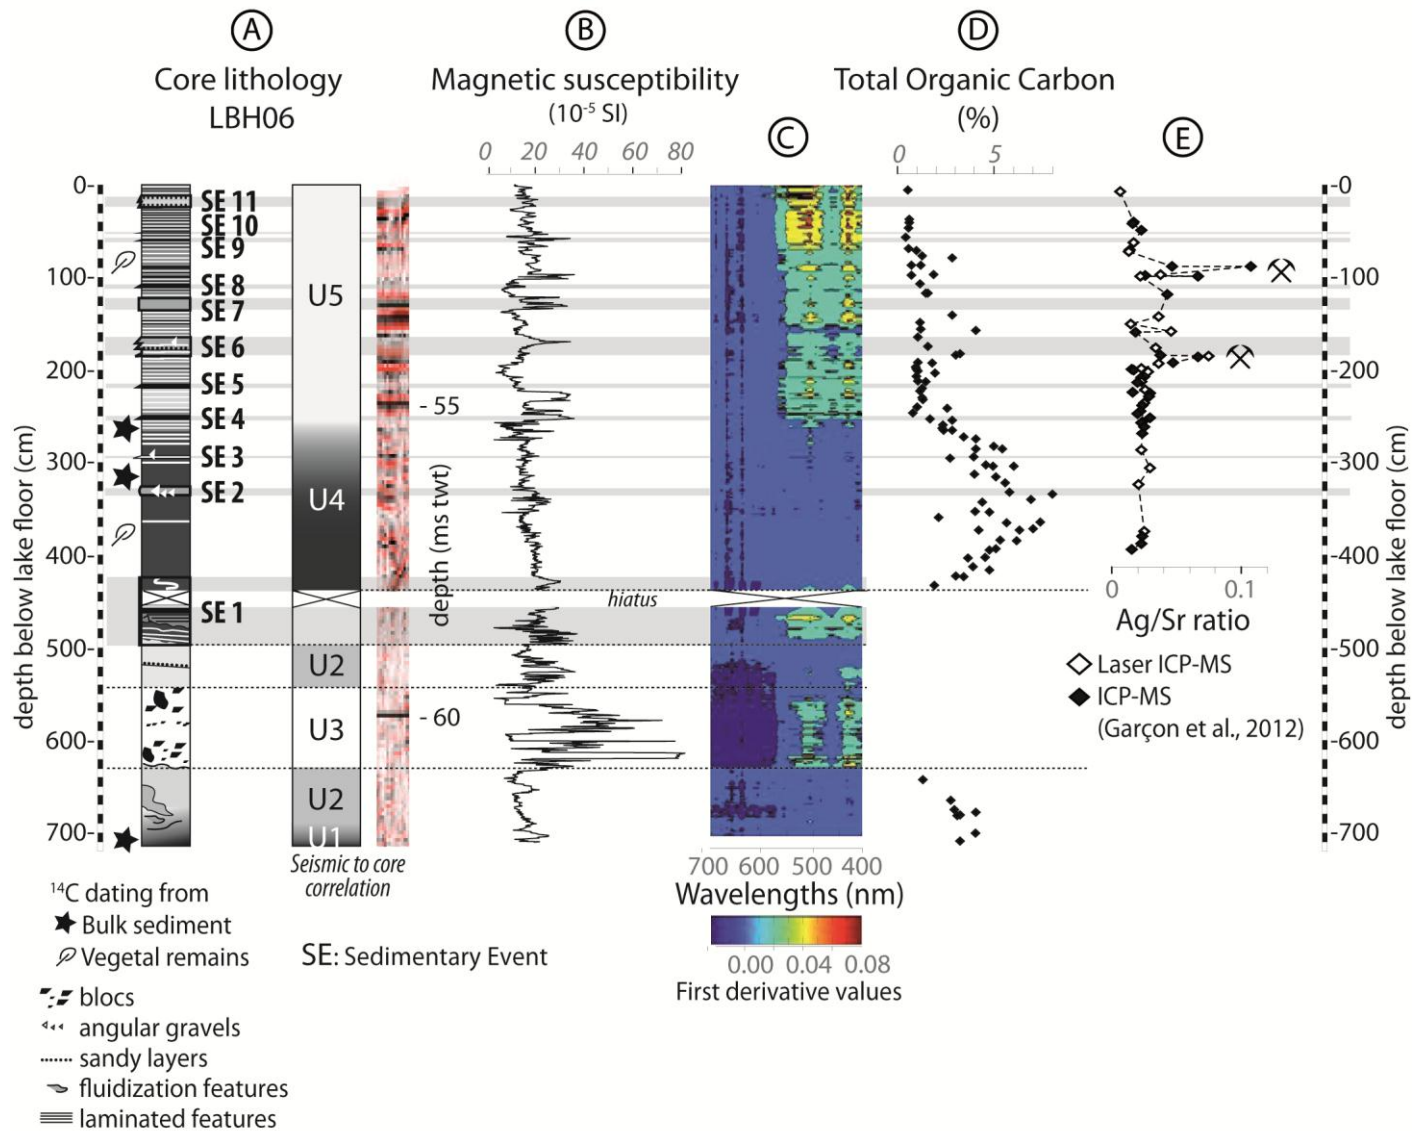 A
Core lithology
LBH06
B
Magnetic susceptibility
(10⁻⁵ SI)
0 20 40 60 80
C
D
Total Organic Carbon
(%)
0 5
E
depth below lake floor (cm)
0-
100-
200-
300-
400-
500-
600-
700-
SE 11
SE 10
SE 9
SE 8
SE 7
SE 6
SE 5
SE 4
SE 3
SE 2
SE 1
U5
U4
U2
U3
U2
U1
Seismic to core
correlation
- 55
- 60
depth (ms twt)
hiatus
700 600 500 400
Wavelengths (nm)
0.00 0.04 0.08
First derivative values
0 0.1
Ag/Sr ratio
Laser ICP-MS
ICP-MS
(Garçon et al., 2012)
-0
-100
-200
-300
-400
-500
-600
-700
depth below lake floor (cm)
¹⁴C dating from
Bulk sediment
Vegetal remains
SE: Sedimentary Event
blocs
angular gravels
sandy layers
fluidization features
laminated features